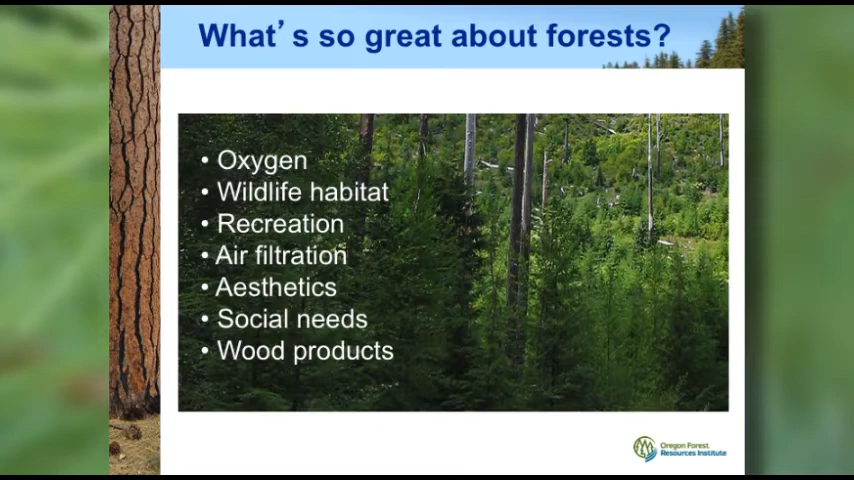 What's so great about forests?
• Oxygen
• Wildlife habitat
• Recreation
• Air filtration
• Aesthetics
• Social needs
• Wood products
Oregon Forest
Resources Institute